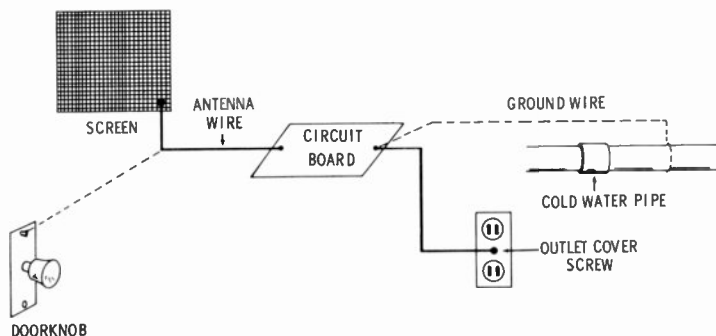 SCREEN
ANTENNA
WIRE
CIRCUIT
BOARD
GROUND WIRE
COLD WATER PIPE
OUTLET COVER
SCREW
DOORKNOB